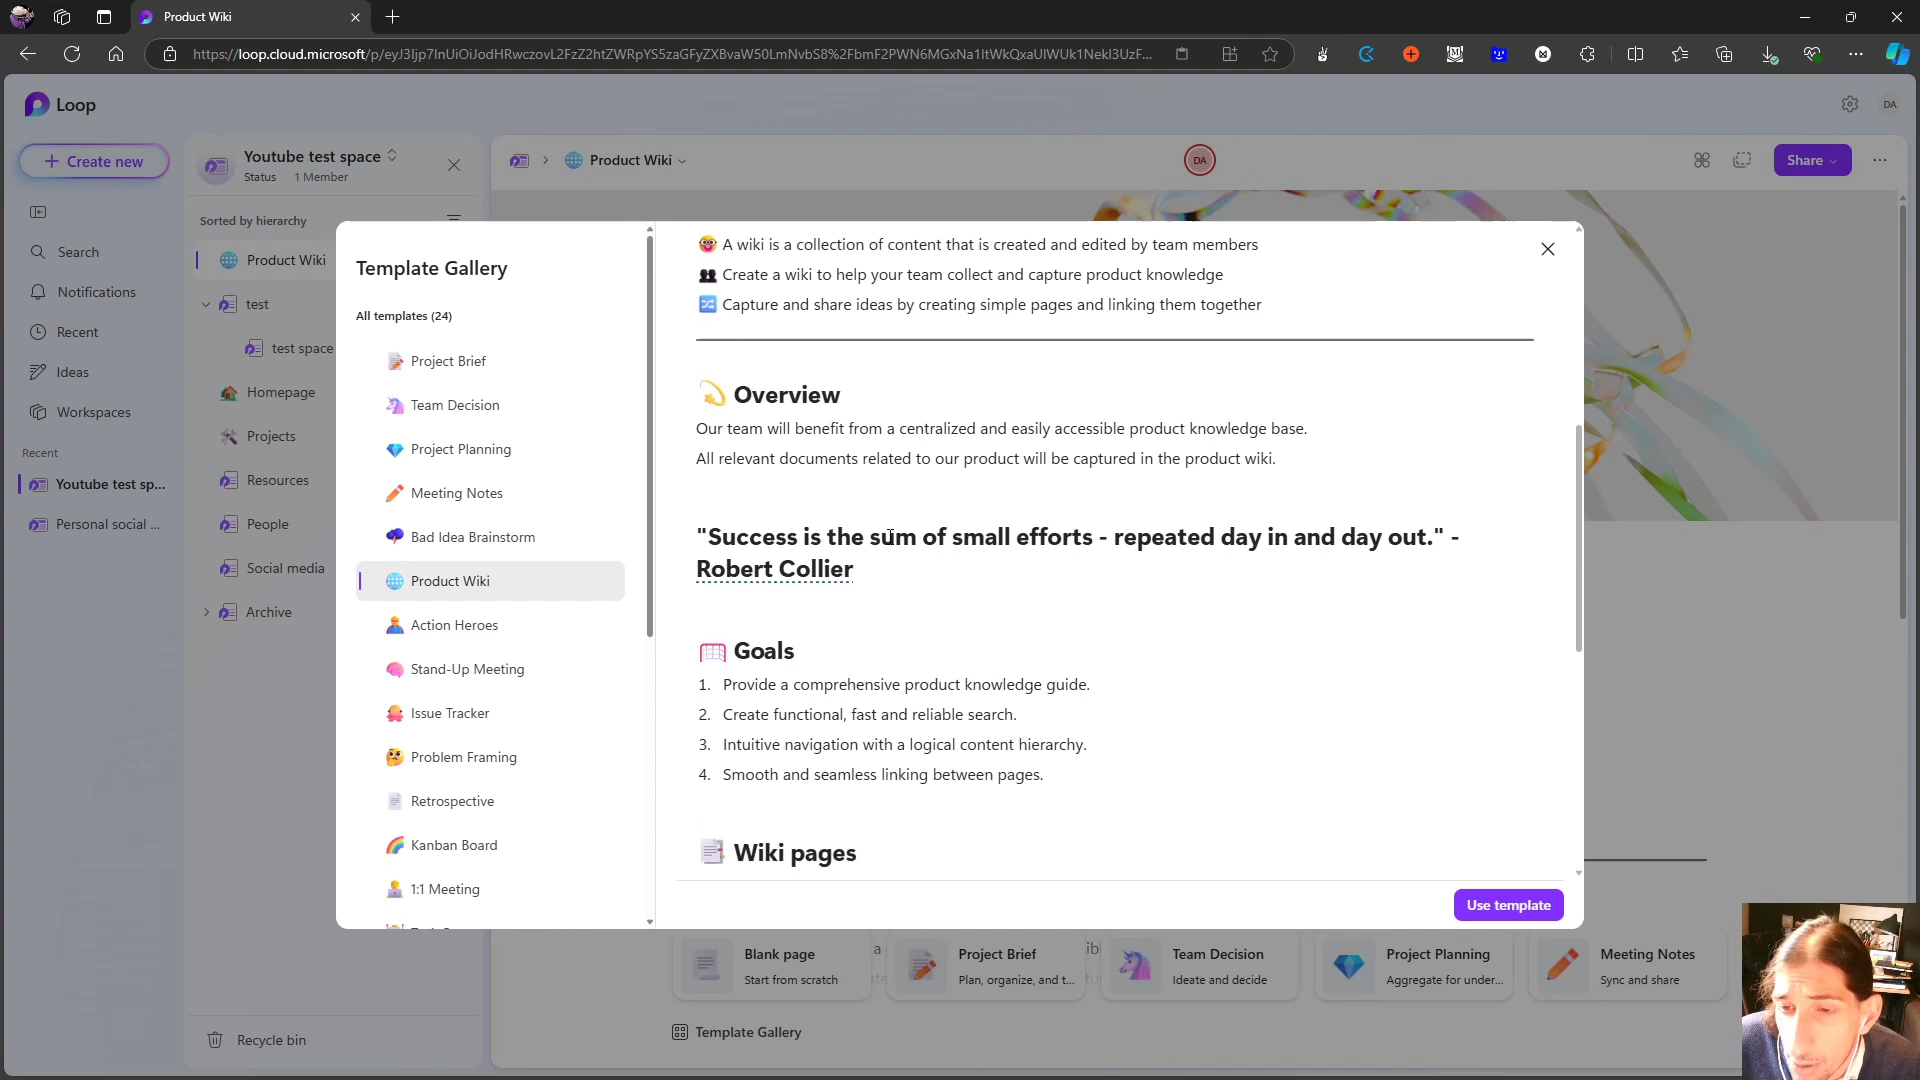 Product Wiki
https://loop.cloud.microsoft/p/eyJ3Ijp7InUiOiJodHRwczovL2FzZ2htZWRpYS5zaGFyZXBvaW50LmNvbS8%2FbmF2PWN6MGxNa1ltWkQxaUlWUk1Nekl3UzF...
Loop
DA
Create new
Search
Notifications
Recent
Ideas
Workspaces
Recent
Youtube test sp...
Personal social ...
Youtube test space
Status 1 Member
Sorted by hierarchy
Product Wiki
test
test space
Homepage
Projects
Resources
People
Social media
Archive
Recycle bin
Product Wiki
DA
Share
Template Gallery
All templates (24)
Project Brief
Team Decision
Project Planning
Meeting Notes
Bad Idea Brainstorm
Product Wiki
Action Heroes
Stand-Up Meeting
Issue Tracker
Problem Framing
Retrospective
Kanban Board
1:1 Meeting
A wiki is a collection of content that is created and edited by team members
Create a wiki to help your team collect and capture product knowledge
Capture and share ideas by creating simple pages and linking them together
Overview
Our team will benefit from a centralized and easily accessible product knowledge base.
All relevant documents related to our product will be captured in the product wiki.
"Success is the sum of small efforts - repeated day in and day out." -
Robert Collier
Goals
1. Provide a comprehensive product knowledge guide.
2. Create functional, fast and reliable search.
3. Intuitive navigation with a logical content hierarchy.
4. Smooth and seamless linking between pages.
Wiki pages
Use template
Blank page
Start from scratch
Project Brief
Plan, organize, and t...
Team Decision
Ideate and decide
Project Planning
Aggregate for under...
Meeting Notes
Sync and share
Template Gallery